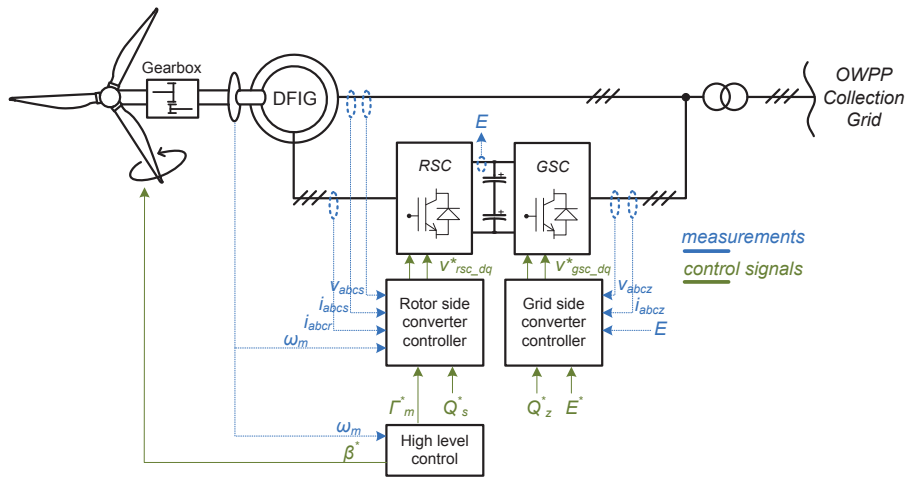 Gearbox
DFIG
OWPP
Collection
Grid
E
RSC
GSC
measurements
control signals
v*rsc_dq
v*gsc_dq
vabcs
iabcs
iabcr
ωm
Rotor side
converter
controller
Grid side
converter
controller
vabcz
iabcz
E
Γ*m
Q*s
Q*z
E*
ωm
β*
High level
control